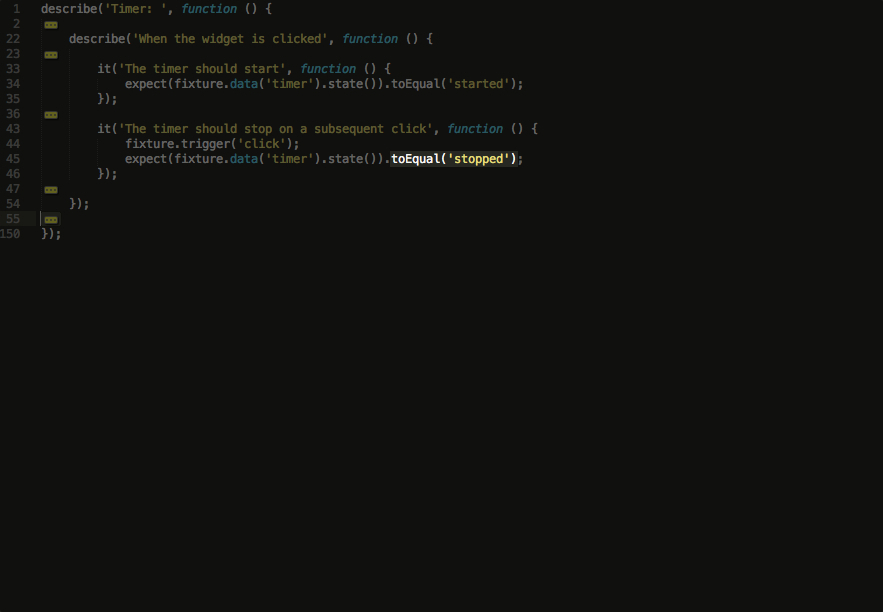 1 describe('Timer: ', function () {
2 ...
22 describe('When the widget is clicked', function () {
23 ...
33 it('The timer should start', function () {
34 expect(fixture.data('timer').state()).toEqual('started');
35 });
36 ...
43 it('The timer should stop on a subsequent click', function () {
44 fixture.trigger('click');
45 expect(fixture.data('timer').state()).toEqual('stopped');
46 });
47 ...
54 });
55 ...
150 });